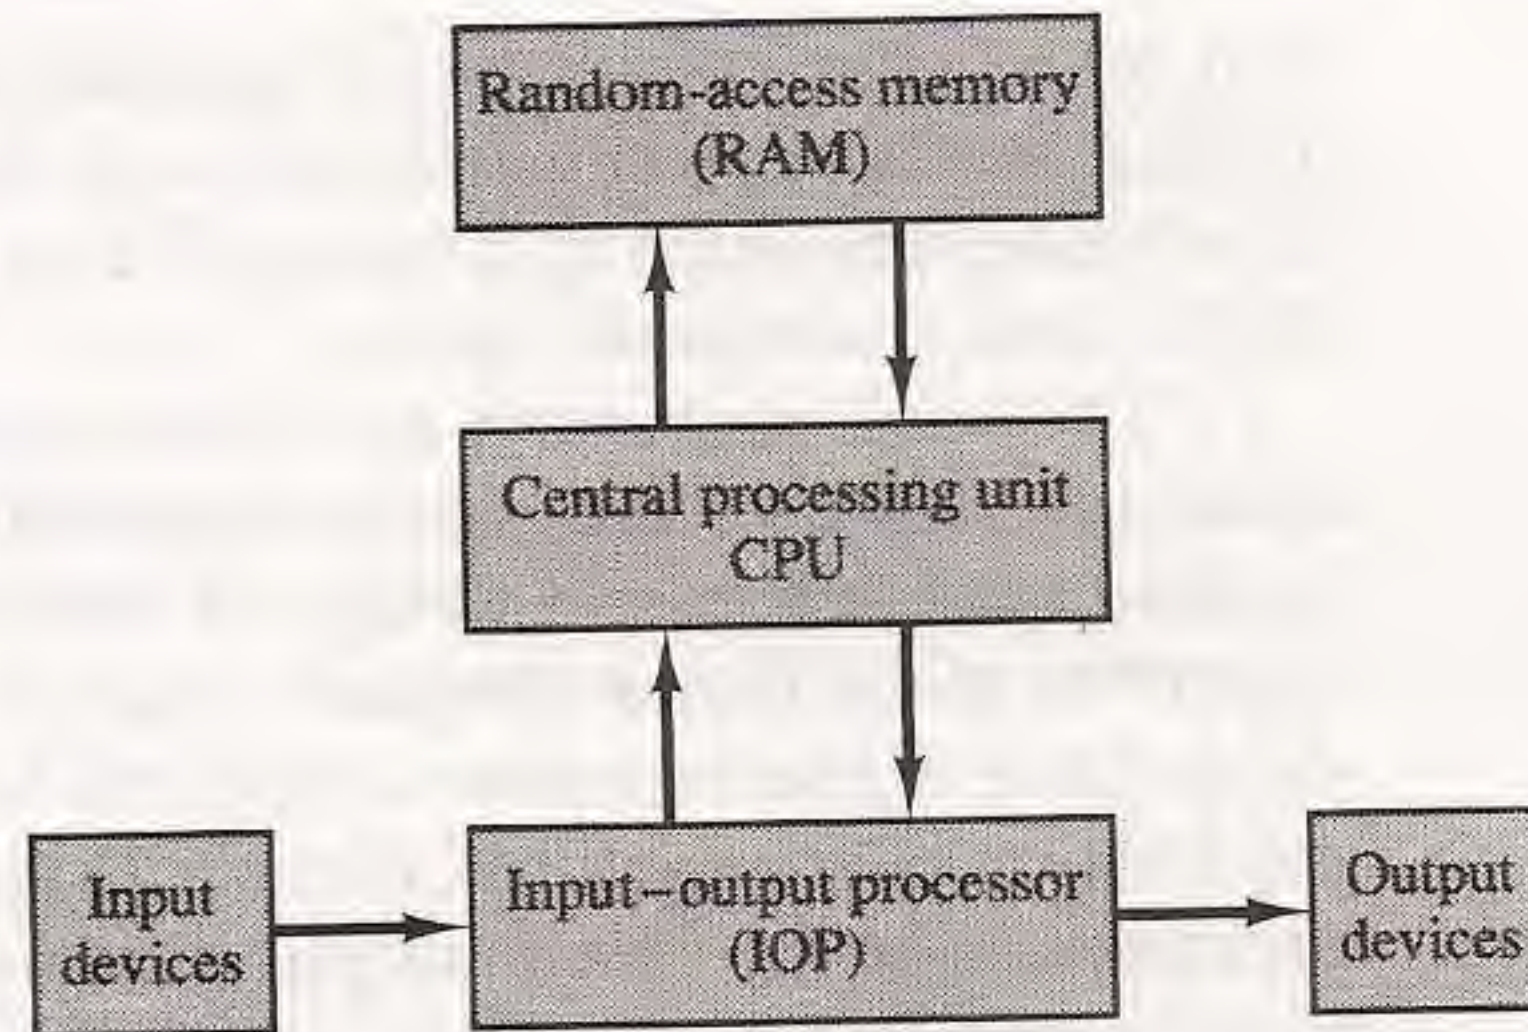 Random-access memory
(RAM)
Central processing unit
CPU
Input
devices
Input–output processor
(IOP)
Output
devices